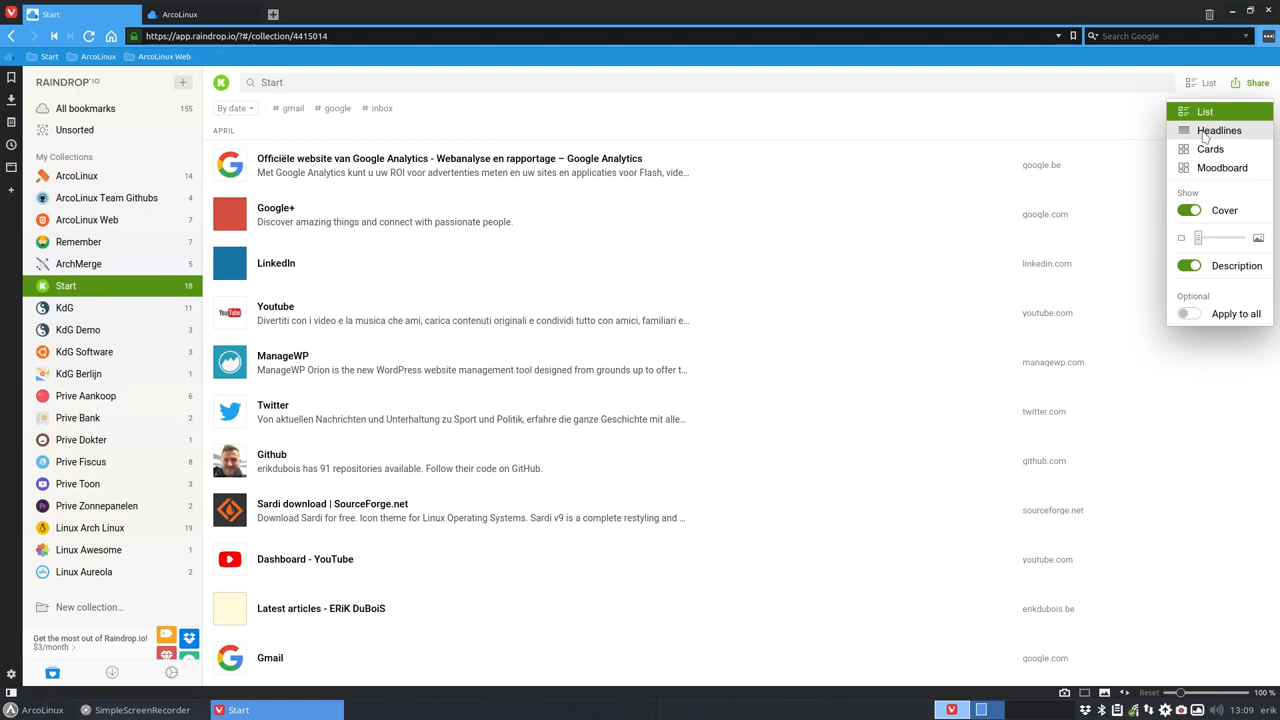 Start
ArcoLinux
https://app.raindrop.io/?#/collection/4415014
Search Google
Start
ArcoLinux
ArcoLinux Web
RAINDROP.IO
Start
List
Share
All bookmarks 155
Unsorted
My Collections
ArcoLinux 14
ArcoLinux Team Githubs 4
ArcoLinux Web 7
Remember 7
ArchMerge 5
Start 18
KdG 11
KdG Demo 3
KdG Software 3
KdG Berlijn 1
Prive Aankoop 6
Prive Bank 2
Prive Dokter 1
Prive Fiscus 8
Prive Toon 3
Prive Zonnepanelen 2
Linux Arch Linux 19
Linux Awesome 1
Linux Aureola 2
New collection...
Get the most out of Raindrop.io!
$3/month >
By date
# gmail
# google
# inbox
APRIL
Officiële website van Google Analytics - Webanalyse en rapportage – Google Analytics
Met Google Analytics kunt u uw ROI voor advertenties meten en uw sites en applicaties voor Flash, vide...
google.be
Google+
Discover amazing things and connect with passionate people.
google.com
LinkedIn
linkedin.com
YouTube
Youtube
Divertiti con i video e la musica che ami, carica contenuti originali e condividi tutto con amici, familiari e...
youtube.com
ManageWP
ManageWP Orion is the new WordPress website management tool designed from grounds up to offer t...
managewp.com
Twitter
Von aktuellen Nachrichten und Unterhaltung zu Sport und Politik, erfahre die ganze Geschichte mit alle...
twitter.com
Github
erikdubois has 91 repositories available. Follow their code on GitHub.
github.com
Sardi download | SourceForge.net
Download Sardi for free. Icon theme for Linux Operating Systems. Sardi v9 is a complete restyling and ...
sourceforge.net
Dashboard - YouTube
youtube.com
Latest articles - ERiK DuBoiS
erikdubois.be
Gmail
google.com
List
Headlines
Cards
Moodboard
Show
Cover
Description
Optional
Apply to all
Reset
100 %
ArcoLinux
SimpleScreenRecorder
Start
13:09
erik